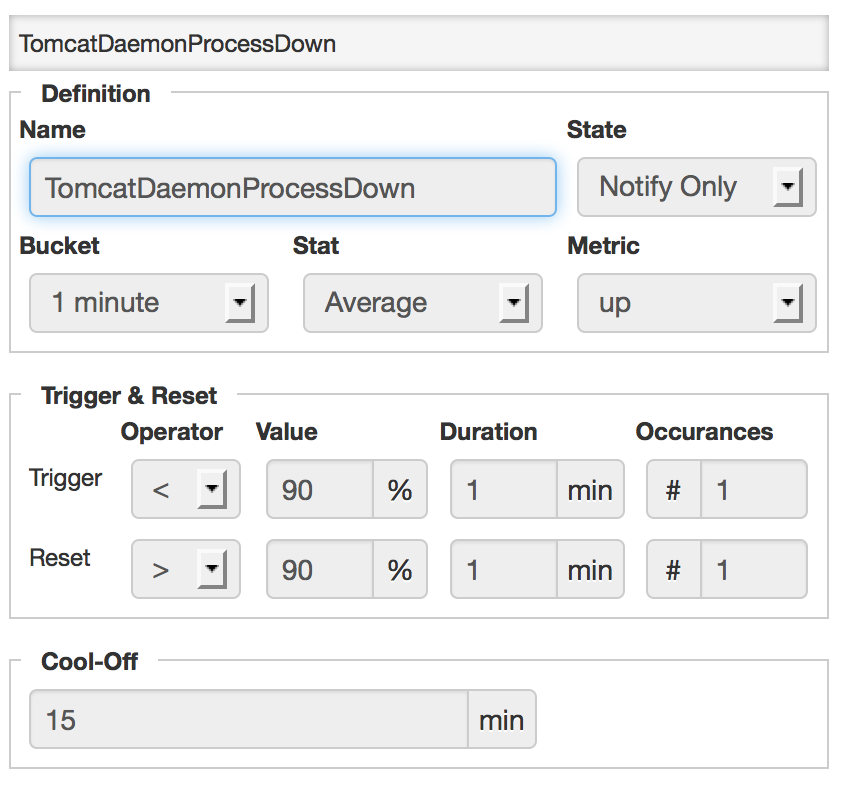 TomcatDaemonProcessDown
Definition
Name State
TomcatDaemonProcessDown Notify Only
Bucket Stat Metric
1 minute Average up
Trigger & Reset
Operator Value Duration Occurances
Trigger < 90 % 1 min # 1
Reset > 90 % 1 min # 1
Cool-Off
15 min